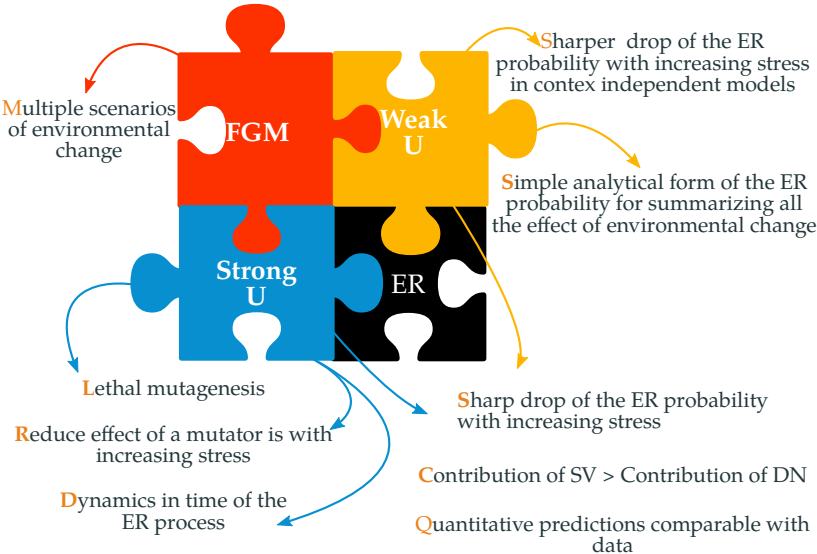 Sharper drop of the ER
probability with increasing stress
in contex independent models
Multiple scenarios
of environmental
change
FGM
Weak
U
Simple analytical form of the ER
probability for summarizing all
the effect of environmental change
Strong
U
ER
Lethal mutagenesis
Reduce effect of a mutator is with
increasing stress
Dynamics in time of the
ER process
Sharp drop of the ER probability
with increasing stress
Contribution of SV > Contribution of DN
Quantitative predictions comparable with
data